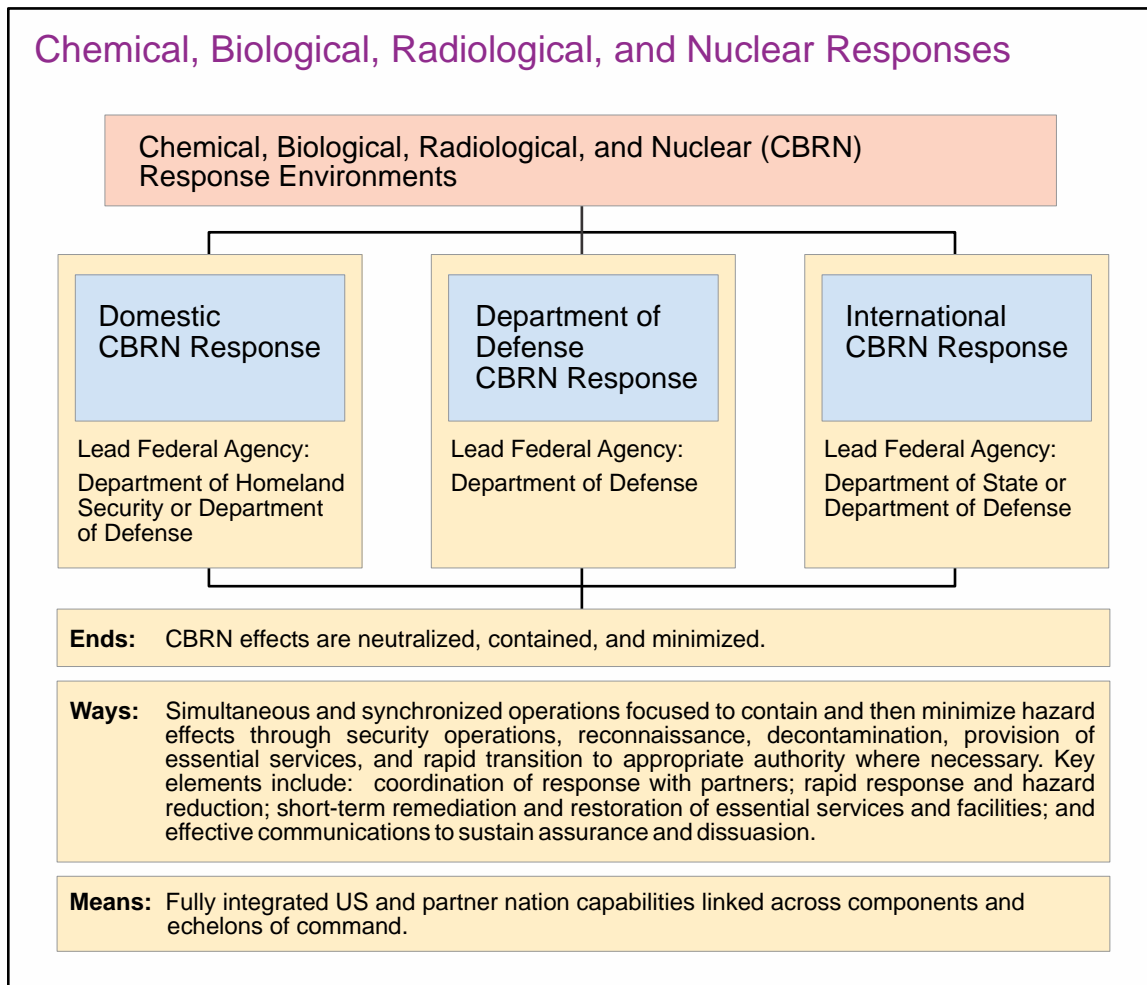 Chemical, Biological, Radiological, and Nuclear Responses
Chemical, Biological, Radiological, and Nuclear (CBRN)
Response Environments
Domestic
CBRN Response
Lead Federal Agency:
Department of Homeland
Security or Department
of Defense
Department of
Defense
CBRN Response
Lead Federal Agency:
Department of Defense
International
CBRN Response
Lead Federal Agency:
Department of State or
Department of Defense
Ends: CBRN effects are neutralized, contained, and minimized.
Ways: Simultaneous and synchronized operations focused to contain and then minimize hazard
effects through security operations, reconnaissance, decontamination, provision of
essential services, and rapid transition to appropriate authority where necessary. Key
elements include: coordination of response with partners; rapid response and hazard
reduction; short-term remediation and restoration of essential services and facilities; and
effective communications to sustain assurance and dissuasion.
Means: Fully integrated US and partner nation capabilities linked across components and
echelons of command.